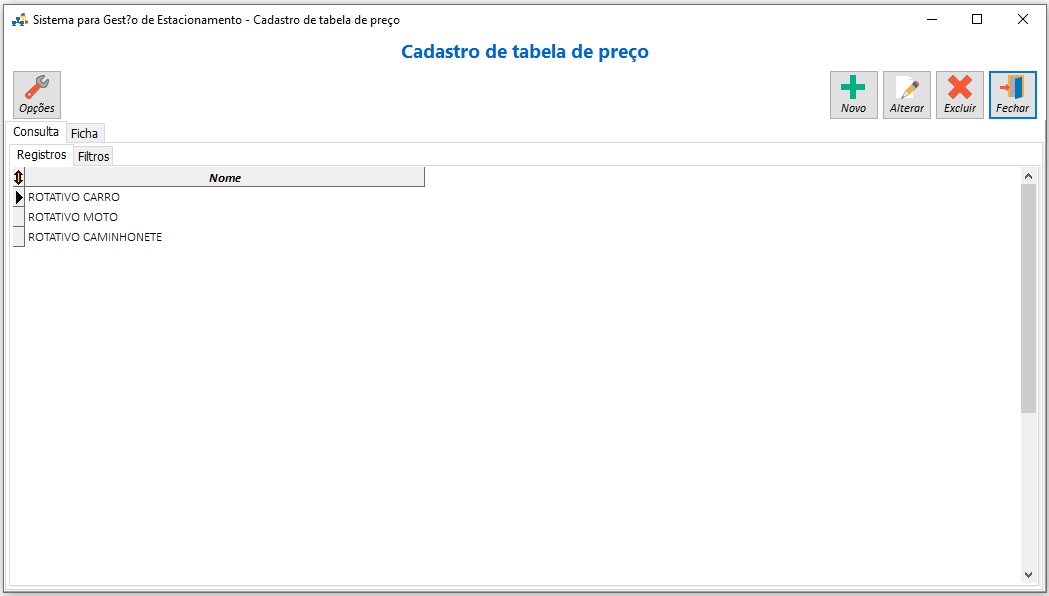 Sistema para Gest?o de Estacionamento - Cadastro de tabela de preço
Cadastro de tabela de preço
Opções
Novo
Alterar
Excluir
Fechar
Consulta
Ficha
Registros
Filtros
Nome
ROTATIVO CARRO
ROTATIVO MOTO
ROTATIVO CAMINHONETE